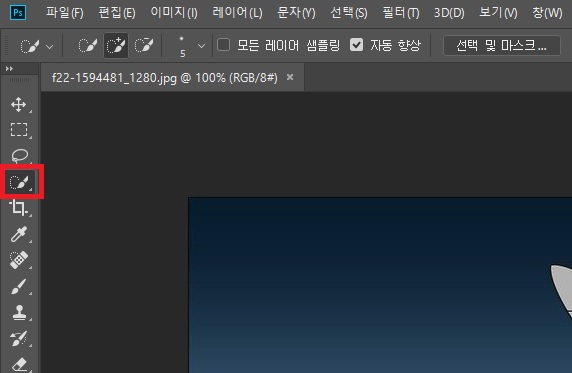 Ps 파일(F) 편집(E) 이미지(I) 레이어(L) 문자(Y) 선택(S) 필터(T) 3D(D) 보기(V) 창(W)
5 모든 레이어 샘플링 자동 향상 선택 및 마스크...
f22-1594481_1280.jpg @ 100% (RGB/8#) ×